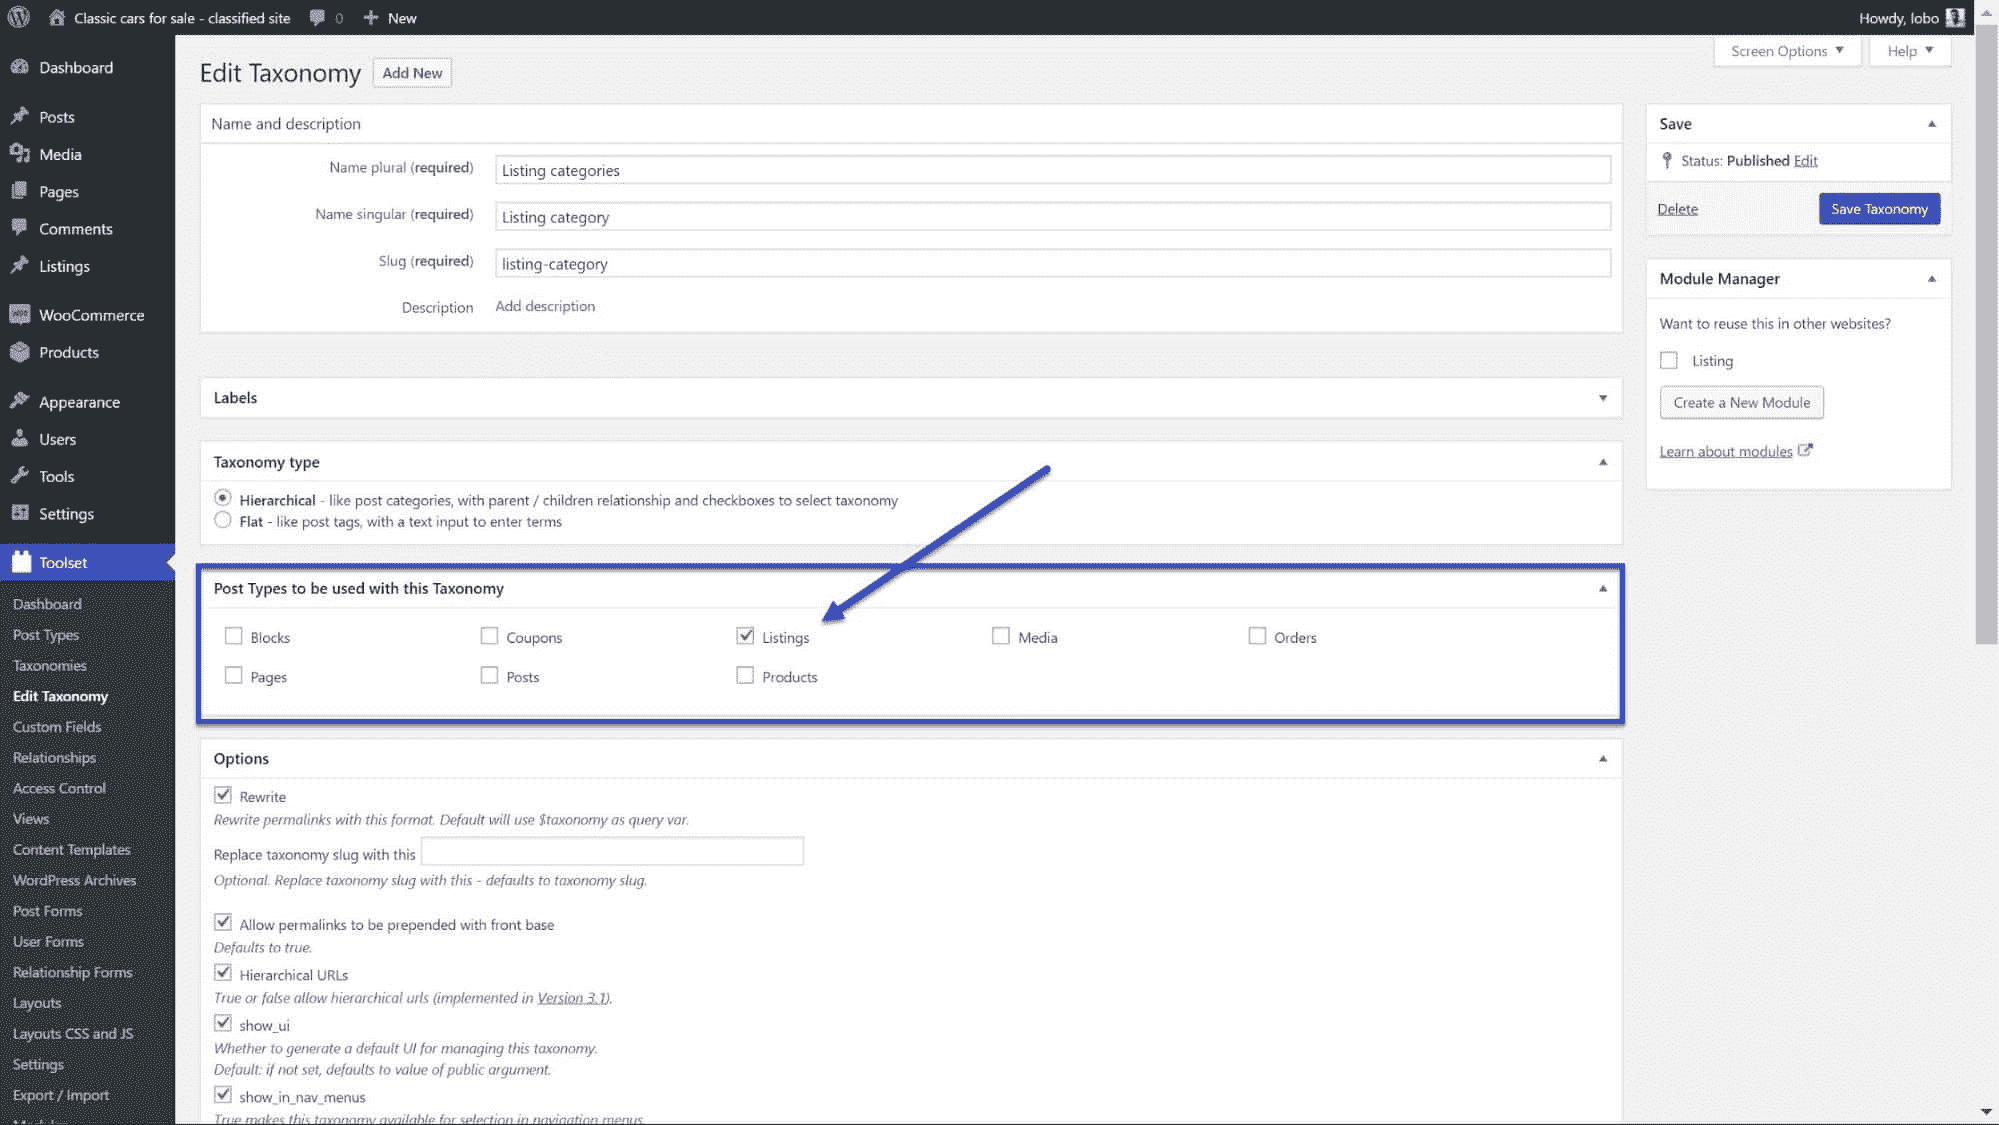 Classic cars for sale - classified site 0 New Howdy, lobo
Screen Options Help
Dashboard
Posts
Media
Pages
Comments
Listings
WooCommerce
Products
Appearance
Users
Tools
Settings
Toolset
Dashboard
Post Types
Taxonomies
Edit Taxonomy
Custom Fields
Relationships
Access Control
Views
Content Templates
WordPress Archives
Post Forms
User Forms
Relationship Forms
Layouts
Layouts CSS and JS
Settings
Export / Import
Edit Taxonomy Add New
Name and description
Name plural (required) Listing categories
Name singular (required) Listing category
Slug (required) listing-category
Description Add description
Labels
Taxonomy type
Hierarchical - like post categories, with parent / children relationship and checkboxes to select taxonomy
Flat - like post tags, with a text input to enter terms
Post Types to be used with this Taxonomy
Blocks Coupons Listings Media Orders
Pages Posts Products
Options
Rewrite
Rewrite permalinks with this format. Default will use $taxonomy as query var.
Replace taxonomy slug with this
Optional. Replace taxonomy slug with this - defaults to taxonomy slug.
Allow permalinks to be prepended with front base
Defaults to true.
Hierarchical URLs
True or false allow hierarchical urls (implemented in Version 3.1).
show_ui
Whether to generate a default UI for managing this taxonomy.
Default: if not set, defaults to value of public argument.
show_in_nav_menus
True makes this taxonomy available for selection in navigation menus.
Save
Status: Published Edit
Delete Save Taxonomy
Module Manager
Want to reuse this in other websites?
Listing
Create a New Module
Learn about modules